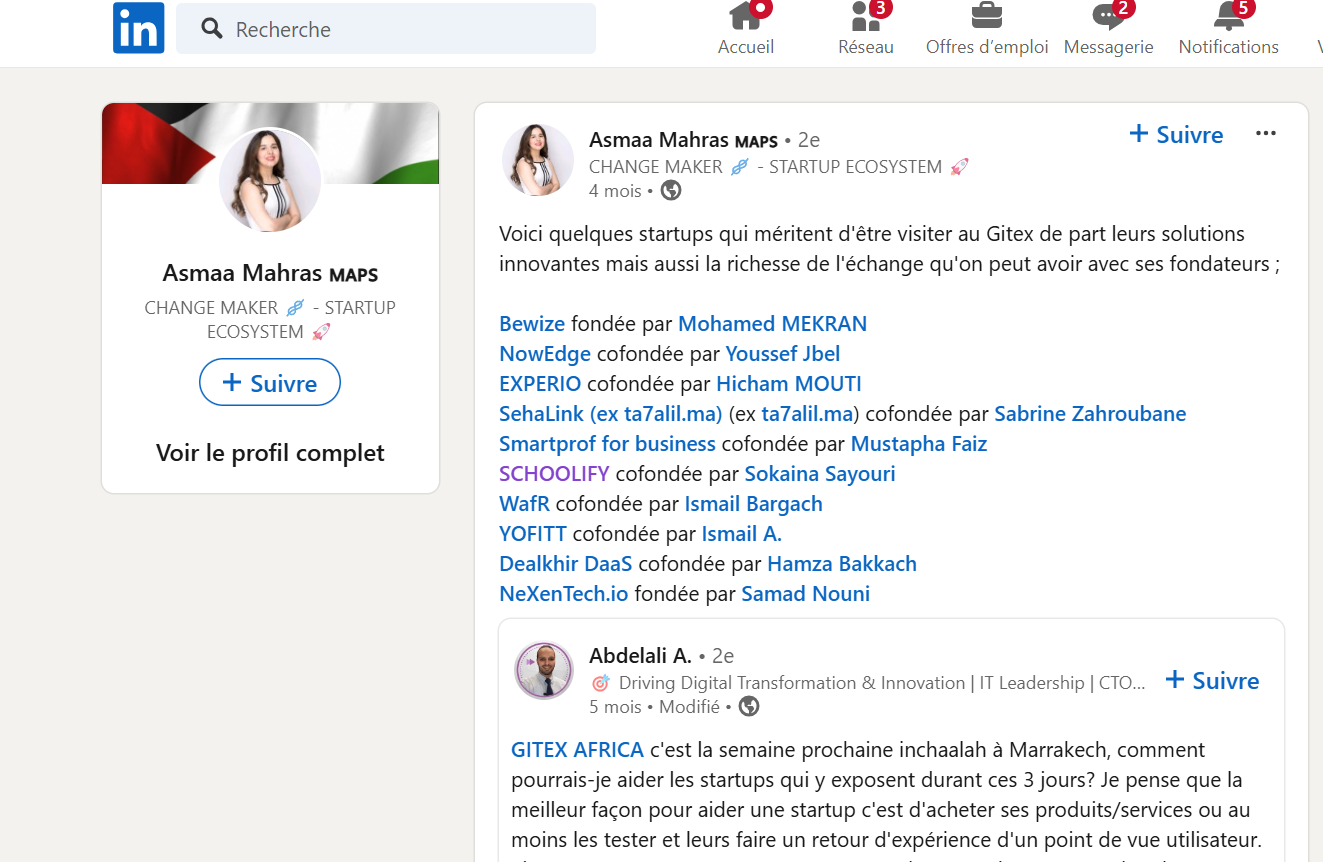 in
Recherche
3
2
5
Accueil
Réseau
Offres d’emploi
Messagerie
Notifications
Asmaa Mahras MAPS
CHANGE MAKER - STARTUP
ECOSYSTEM
+ Suivre
Voir le profil complet
Asmaa Mahras MAPS • 2e
+ Suivre
CHANGE MAKER - STARTUP ECOSYSTEM
4 mois •
Voici quelques startups qui méritent d'être visiter au Gitex de part leurs solutions
innovantes mais aussi la richesse de l'échange qu'on peut avoir avec ses fondateurs ;
Bewize fondée par Mohamed MEKRAN
NowEdge cofondée par Youssef Jbel
EXPERIO cofondée par Hicham MOUTI
SehaLink (ex ta7alil.ma) (ex ta7alil.ma) cofondée par Sabrine Zahroubane
Smartprof for business cofondée par Mustapha Faiz
SCHOOLIFY cofondée par Sokaina Sayouri
WafR cofondée par Ismail Bargach
YOFITT cofondée par Ismail A.
Dealkhir DaaS cofondée par Hamza Bakkach
NeXenTech.io fondée par Samad Nouni
Abdelali A. • 2e
Driving Digital Transformation & Innovation | IT Leadership | CTO...
+ Suivre
5 mois • Modifié •
GITEX AFRICA c'est la semaine prochaine inchaalah à Marrakech, comment
pourrais-je aider les startups qui y exposent durant ces 3 jours? Je pense que la
meilleur façon pour aider une startup c'est d'acheter ses produits/services ou au
moins les tester et leurs faire un retour d'expérience d'un point de vue utilisateur.